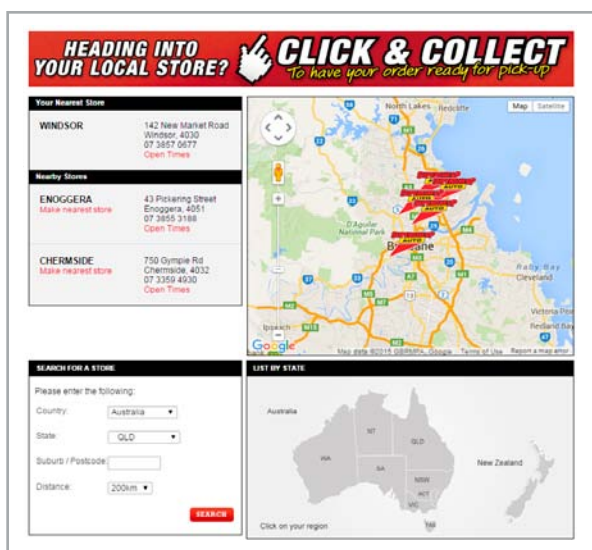 HEADING INTO
YOUR LOCAL STORE?
CLICK & COLLECT
To have your order ready for pick-up
Your Nearest Store
WINDSOR
142 New Market Road
Windsor, 4030
07 3857 0677
Open Times
Nearby Stores
ENOGGERA
Make nearest store
43 Pickering Street
Enoggera, 4051
07 3855 3188
Open Times
CHERMSIDE
Make nearest store
750 Gympie Rd
Chermside, 4032
07 3359 4930
Open Times
North Lakes
Redcliffe
Map
Satellite
D'Aguilar
National Park
AUTO
Brisbane
Raby Bay
Cleveland
Victoria Poi
Redland Bay
Ipswich
Google
Map data ©2015 GBRMPA, Google
Terms of Use
Report a map error
SEARCH FOR A STORE
Please enter the following:
Country:
Australia
State:
QLD
Suburb / Postcode:
Distance:
200km
SEARCH
LIST BY STATE
Australia
NT
QLD
WA
SA
NSW
ACT
VIC
TAS
New Zealand
Click on your region